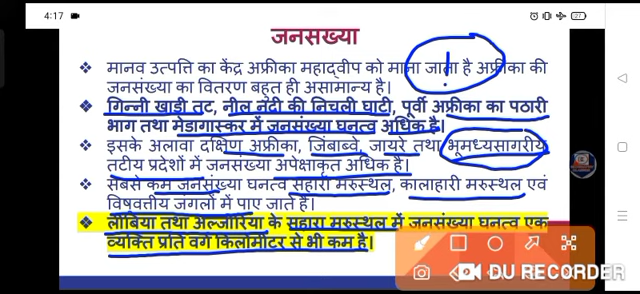 4:17
27
जनसंख्या
❖ मानव उत्पत्ति का केंद्र अफ्रीका महाद्वीप को माना जाता है अफ्रीका की
जनसंख्या का वितरण बहुत ही असामान्य है।
❖ गिन्नी खाड़ी तट, नील नदी की निचली घाटी, पूर्वी अफ्रीका का पठारी
भाग तथा मेडागास्कर में जनसंख्या घनत्व अधिक है।
❖ इसके अलावा दक्षिण अफ्रीका, जिंबाब्वे, जायरे तथा भूमध्यसागरीय
तटीय प्रदेशों में जनसंख्या अपेक्षाकृत अधिक है।
❖ सबसे कम जनसंख्या घनत्व सहारा मरुस्थल, कालाहारी मरुस्थल एवं
विषुवतीय जंगलों में पाए जाते हैं।
❖ लीबिया तथा अल्जीरिया के सहारा मरुस्थल में जनसंख्या घनत्व एक
व्यक्ति प्रति वर्ग किलोमीटर से भी कम है।
DU RECORDER